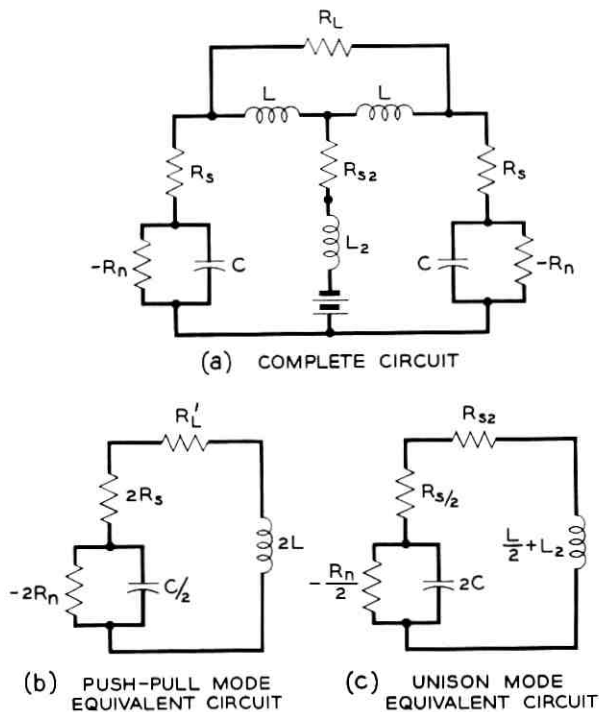 R_L
L L
R_s R_s2 R_s
-R_n C L_2 C -R_n
(a) COMPLETE CIRCUIT
R_L'
2R_s
-2R_n C/2 2L
(b) PUSH-PULL MODE
EQUIVALENT CIRCUIT
R_s2
R_s/2
-R_n/2 2C L/2+L_2
(c) UNISON MODE
EQUIVALENT CIRCUIT